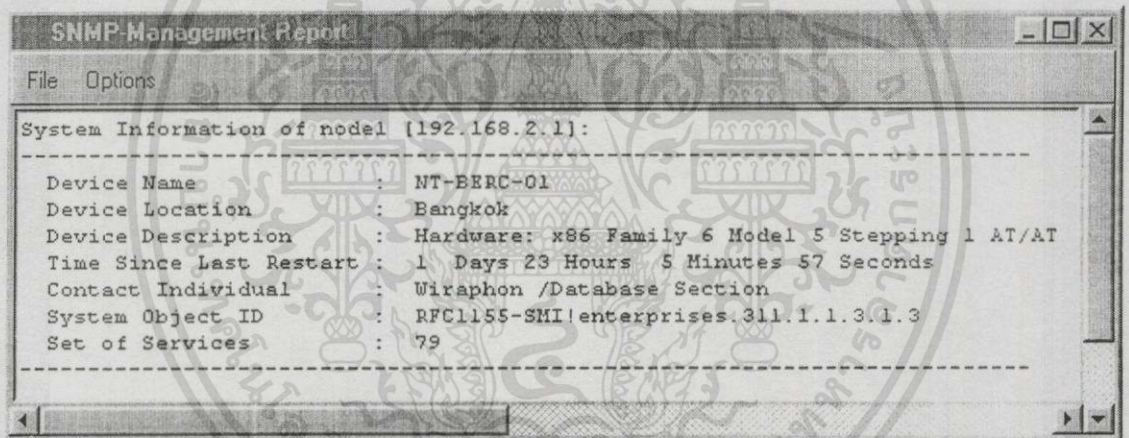 SNMP-Management Report
File Options
System Information of node1 [192.168.2.1]:
Device Name : NT-BERC-01
Device Location : Bangkok
Device Description : Hardware: x86 Family 6 Model 5 Stepping 1 AT/AT
Time Since Last Restart : 1 Days 23 Hours 5 Minutes 57 Seconds
Contact Individual : Wiraphon /Database Section
System Object ID : RFC1155-SMI!enterprises.311.1.1.3.1.3
Set of Services : 79